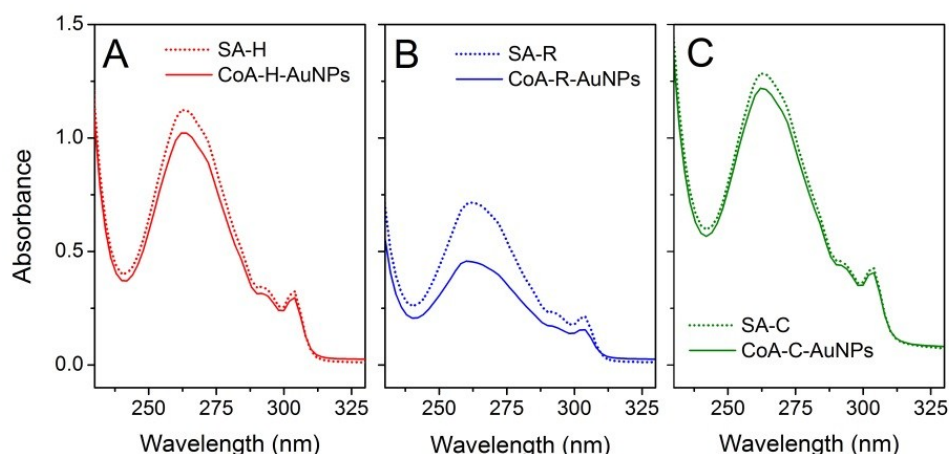 Absorbance
1.5
1.0
0.5
0.0
A
SA-H
CoA-H-AuNPs
250 275 300 325
Wavelength (nm)
B
SA-R
CoA-R-AuNPs
250 275 300 325
Wavelength (nm)
C
SA-C
CoA-C-AuNPs
250 275 300 325
Wavelength (nm)